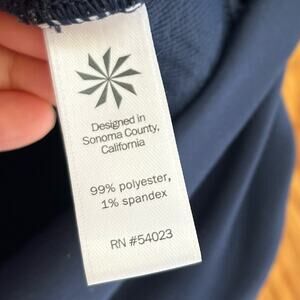 Designed in
Sonoma County,
California
99% polyester,
1% spandex
RN #54023